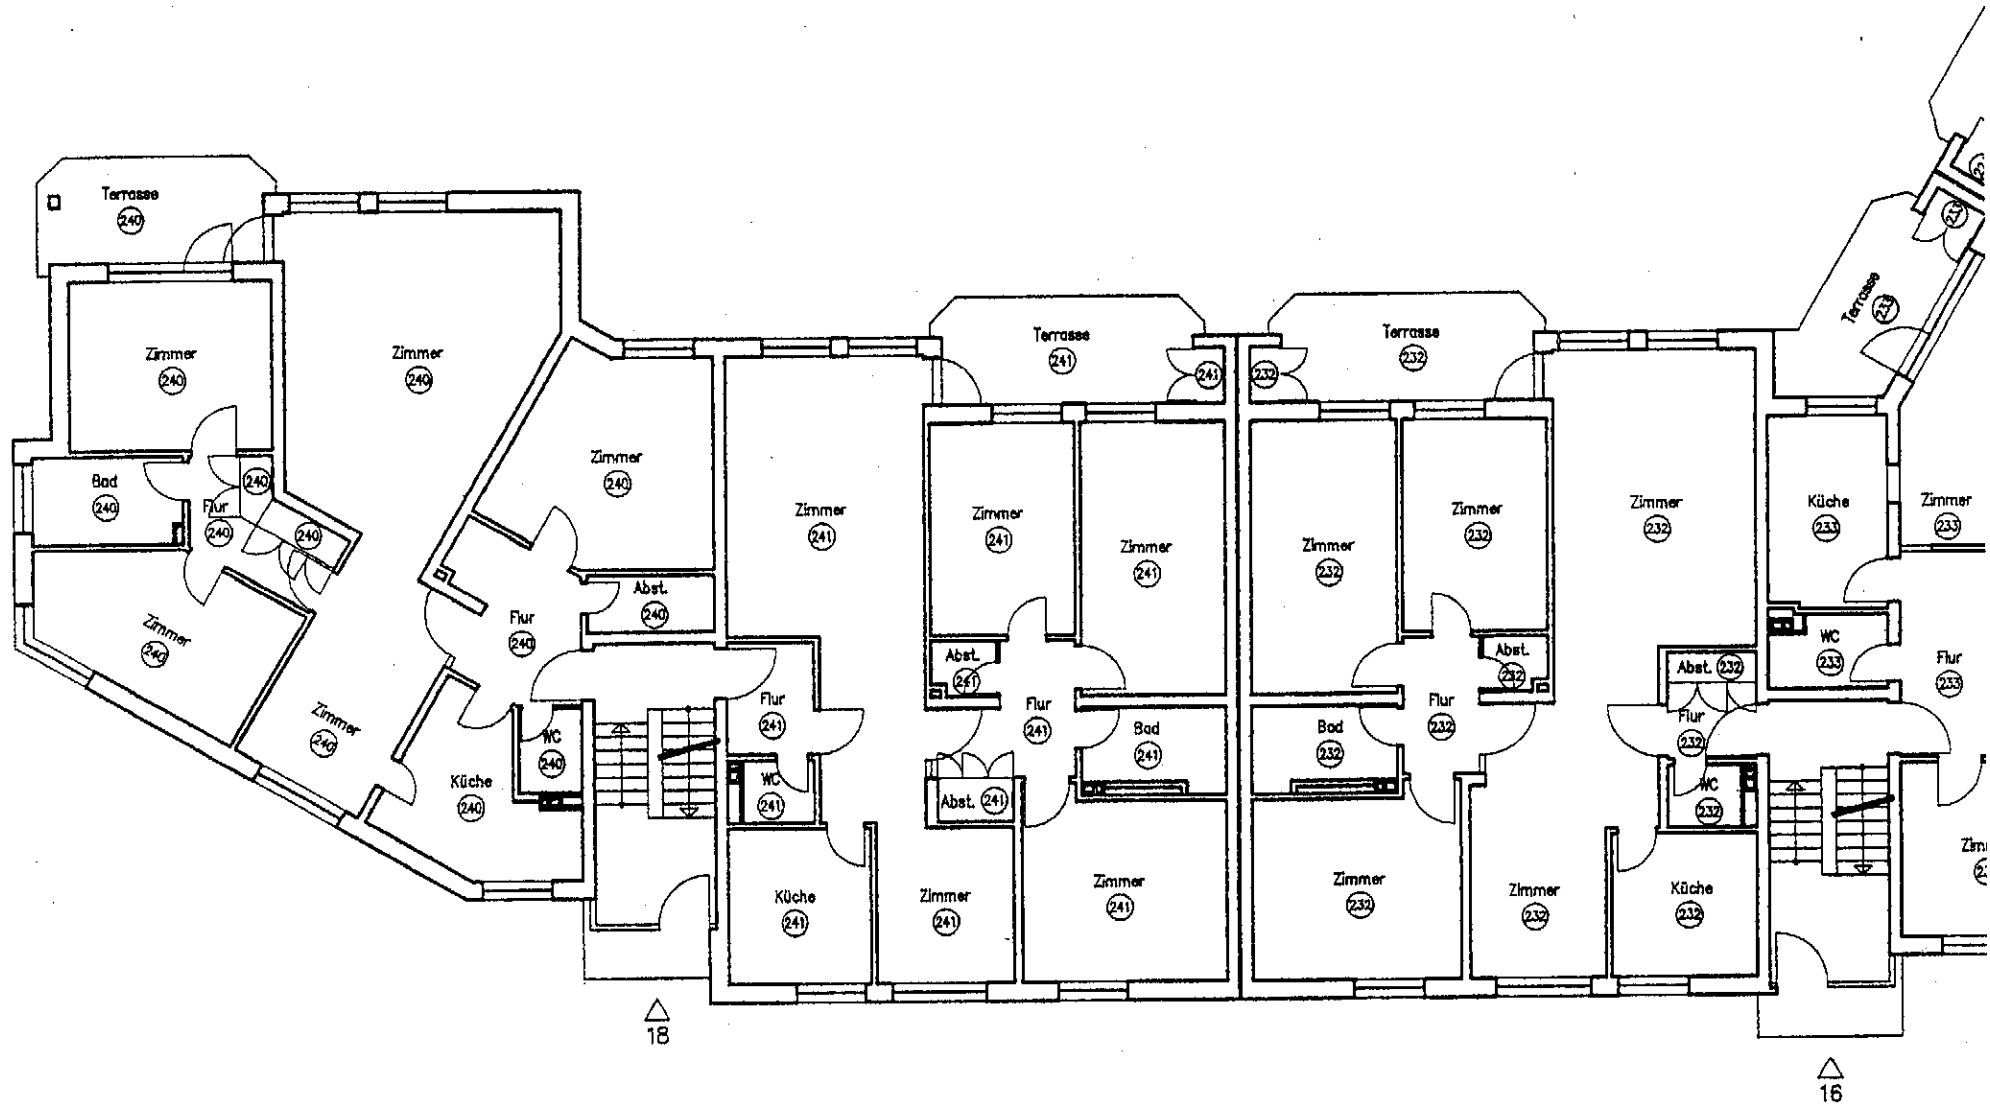 Terrasse
240
Zimmer
240
Zimmer
240
Bad
240
Flur
240
240
240
Zimmer
240
Zimmer
240
Zimmer
240
Flur
240
Abst.
240
Küche
240
WC
240
18
Terrasse
241
241
Zimmer
241
Zimmer
241
Zimmer
241
Abst.
241
Flur
241
Flur
241
Bad
241
WC
241
Abst. 241
Küche
241
Zimmer
241
Zimmer
241
Terrasse
232
232
Zimmer
232
Zimmer
232
Zimmer
232
Abst.
232
Flur
232
Bad
232
Abst. 232
Flur
232
WC
232
Zimmer
232
Zimmer
232
Küche
232
16
Terrasse
233
233
Küche
233
Zimmer
233
WC
233
Flur
233